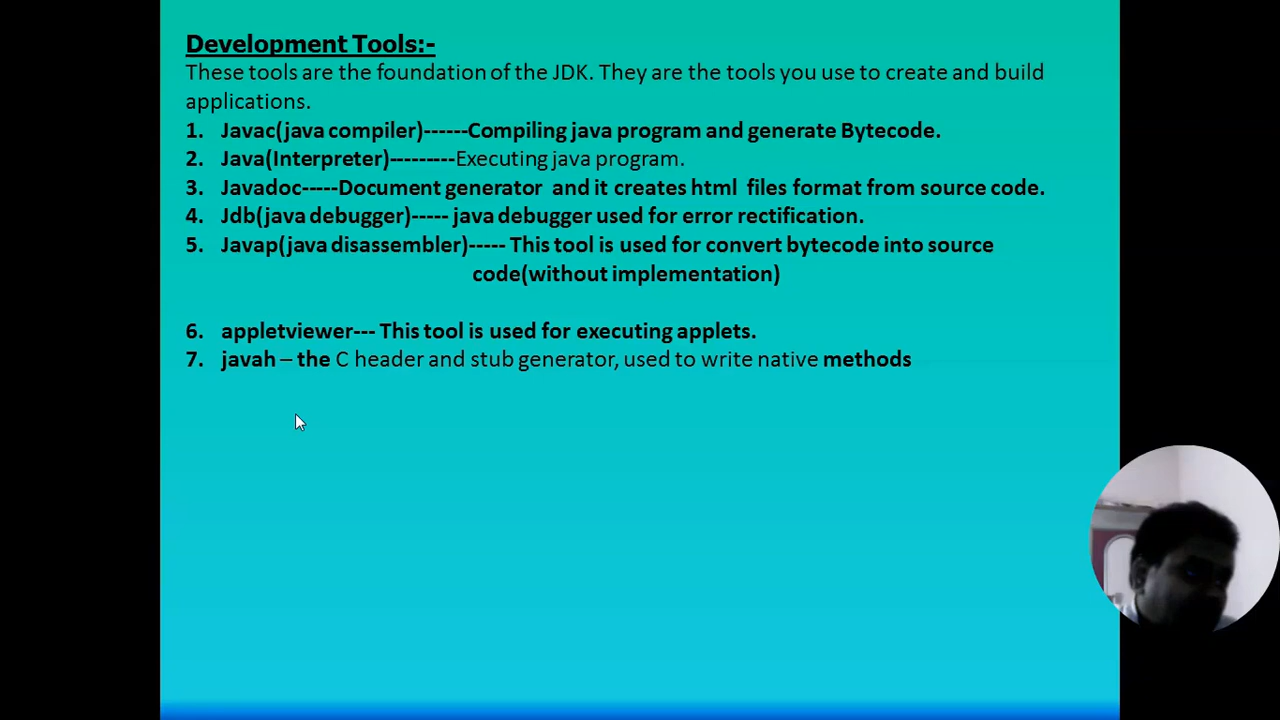 Development Tools:-
These tools are the foundation of the JDK. They are the tools you use to create and build
applications.
1. Javac(java compiler)------Compiling java program and generate Bytecode.
2. Java(Interpreter)---------Executing java program.
3. Javadoc-----Document generator and it creates html files format from source code.
4. Jdb(java debugger)----- java debugger used for error rectification.
5. Javap(java disassembler)----- This tool is used for convert bytecode into source
code(without implementation)
6. appletviewer--- This tool is used for executing applets.
7. javah – the C header and stub generator, used to write native methods